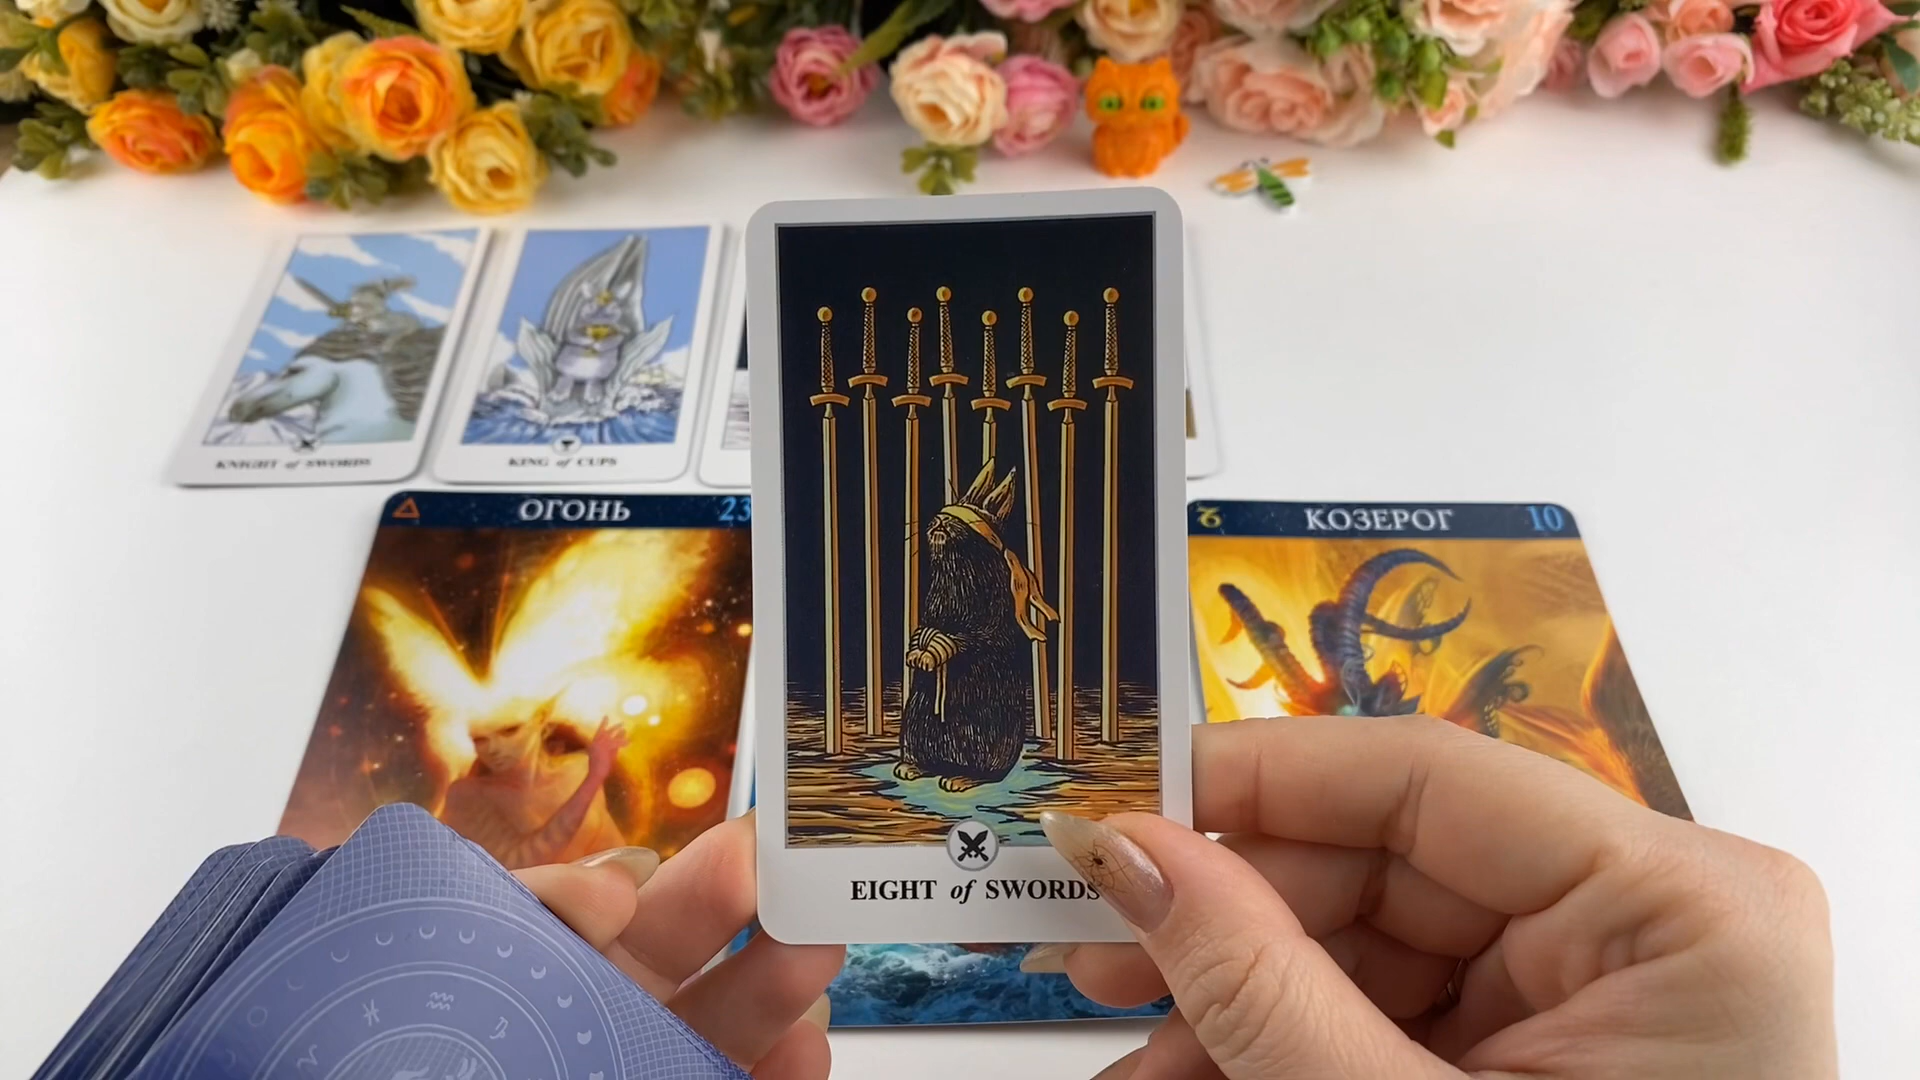 KNIGHT of SWORDS
KING of CUPS
ОГОНЬ 23
КОЗЕРОГ 10
EIGHT of SWORDS